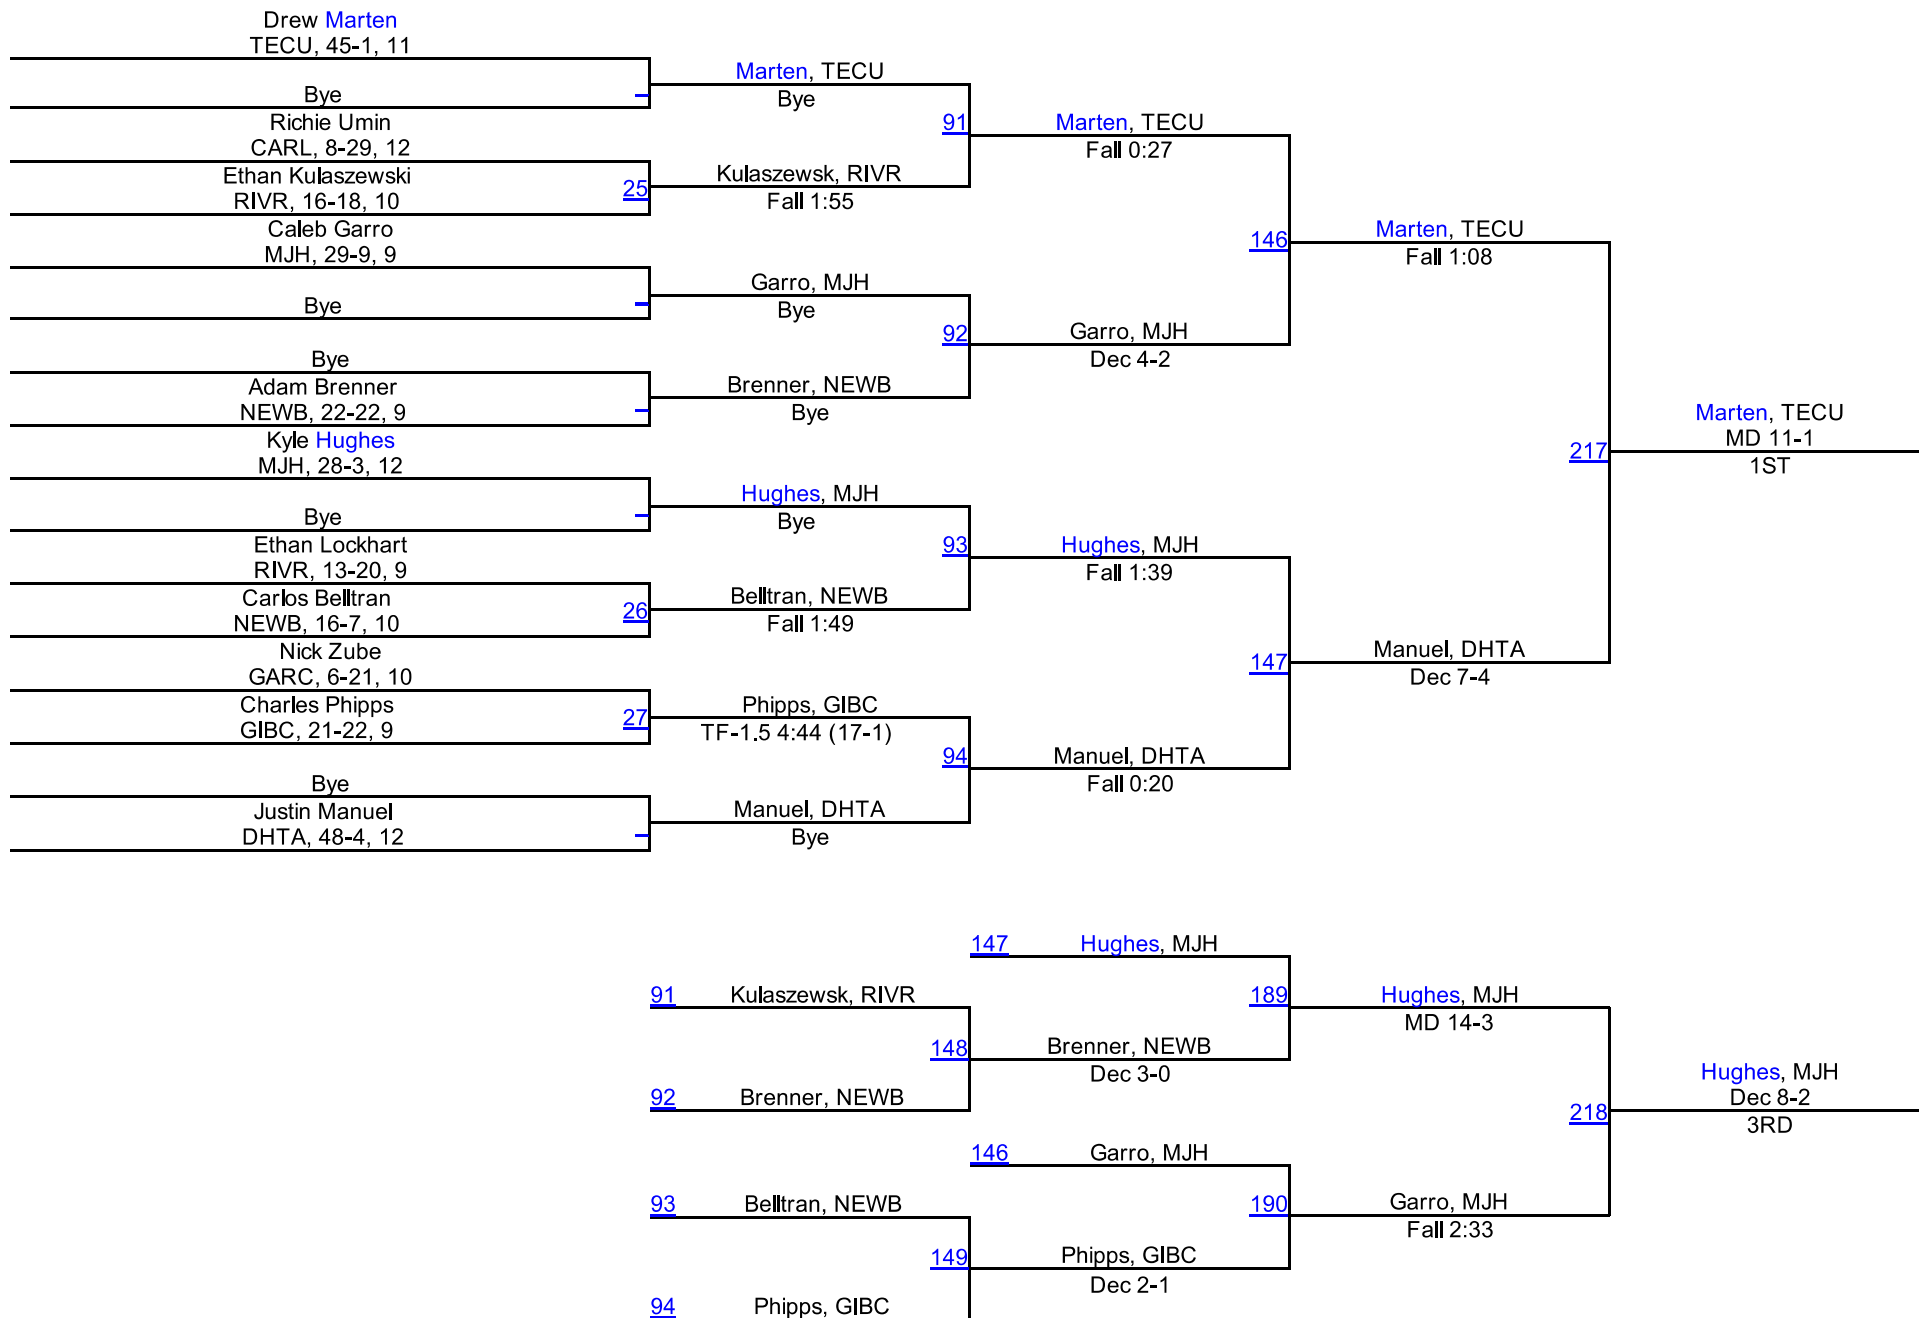 Drew Marten
TECU, 45-1, 11
Bye
Richie Umin
CARL, 8-29, 12
Ethan Kulaszewski
RIVR, 16-18, 10
25
Caleb Garro
MJH, 29-9, 9
Bye
Bye
Adam Brenner
NEWB, 22-22, 9
Kyle Hughes
MJH, 28-3, 12
Bye
Ethan Lockhart
RIVR, 13-20, 9
Carlos Belltran
NEWB, 16-7, 10
26
Nick Zube
GARC, 6-21, 10
Charles Phipps
GIBC, 21-22, 9
27
Bye
Justin Manuel
DHTA, 48-4, 12
Marten, TECU
Bye
91
Kulaszewsk, RIVR
Fall 1:55
Garro, MJH
Bye
92
Brenner, NEWB
Bye
Hughes, MJH
Bye
93
Belltran, NEWB
Fall 1:49
Phipps, GIBC
TF-1.5 4:44 (17-1)
94
Manuel, DHTA
Bye
Marten, TECU
Fall 0:27
146
Garro, MJH
Dec 4-2
Hughes, MJH
Fall 1:39
147
Manuel, DHTA
Fall 0:20
Marten, TECU
Fall 1:08
217
Manuel, DHTA
Dec 7-4
Marten, TECU
MD 11-1
1ST
91
Kulaszewsk, RIVR
148
92
Brenner, NEWB
93
Belltran, NEWB
149
94
Phipps, GIBC
147
Hughes, MJH
189
Brenner, NEWB
Dec 3-0
146
Garro, MJH
190
Phipps, GIBC
Dec 2-1
Hughes, MJH
MD 14-3
218
Garro, MJH
Fall 2:33
Hughes, MJH
Dec 8-2
3RD